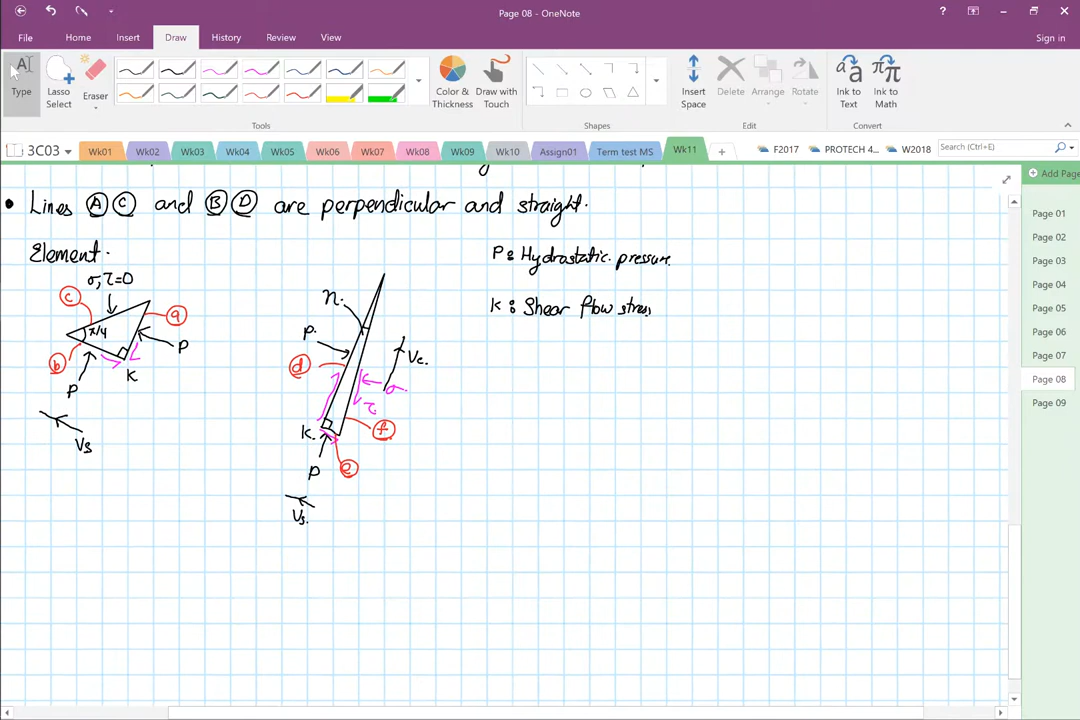 Page 08 - OneNote
?
File
Home
Insert
Draw
History
Review
View
Sign in
Type
Lasso Select
Eraser
Color & Thickness
Draw with Touch
Insert Space
Delete
Arrange
Rotate
Ink to Text
Ink to Math
Tools
Shapes
Edit
Convert
3C03
Wk01
Wk02
Wk03
Wk04
Wk05
Wk06
Wk07
Wk08
Wk09
Wk10
Assign01
Term test MS
Wk11
F2017
PROTECH 4...
W2018
Search (Ctrl+E)
Add Page
Page 01
Page 02
Page 03
Page 04
Page 05
Page 06
Page 07
Page 08
Page 09
• Lines Ⓐ Ⓒ and Ⓑ Ⓓ are perpendicular and straight.
Element.
σ, τ=0
c
a
π/4
P
b
P
K
Vs
n.
P.
d
Vc.
σ
τ
K.
f
P
e
Vs.
P: Hydrostatic pressure.
K: Shear flow stress